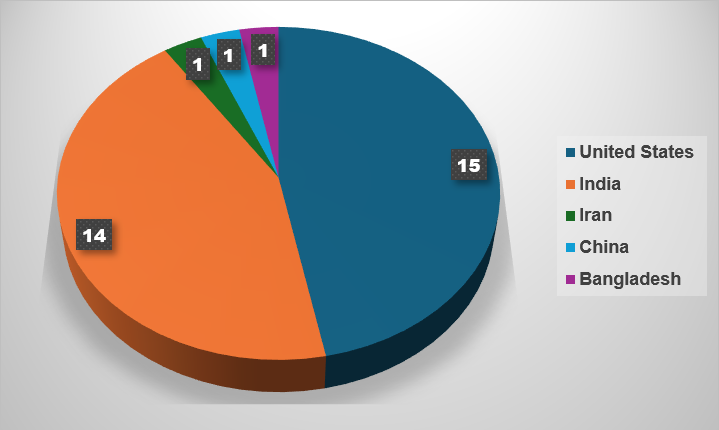 1
1
1
15
14
United States
India
Iran
China
Bangladesh